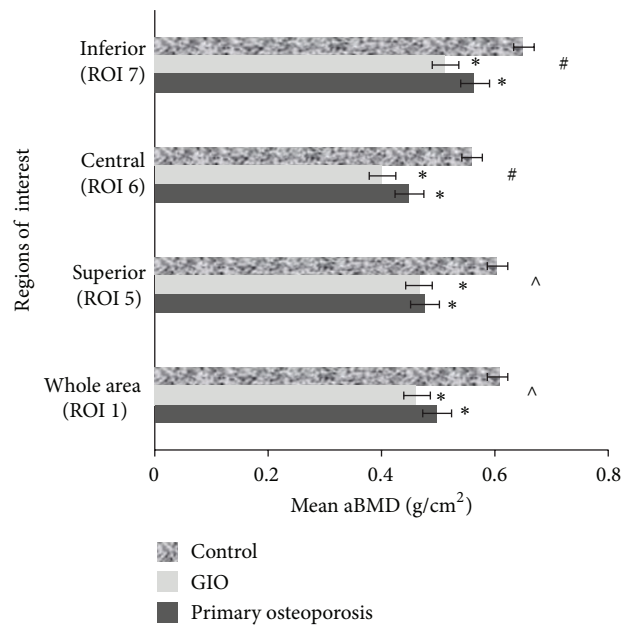 Regions of interest
Inferior
(ROI 7)
* #
*
Central
(ROI 6)
* #
*
Superior
(ROI 5)
* ^
*
Whole area
(ROI 1)
* ^
*
0 0.2 0.4 0.6 0.8
Mean aBMD (g/cm²)
Control
GIO
Primary osteoporosis